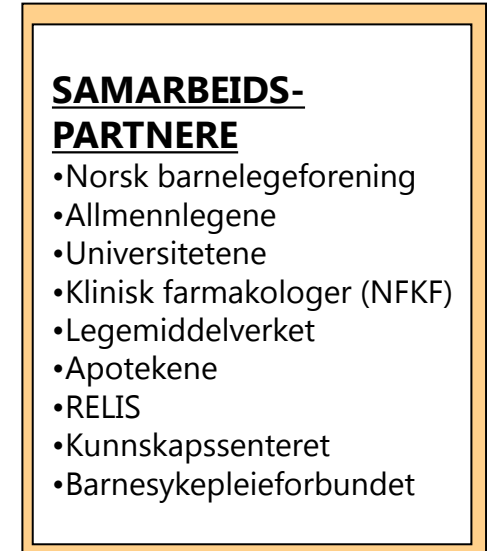 SAMARBEIDS-
PARTNERE
•Norsk barnelegeforening
•Allmennlegene
•Universitetene
•Klinisk farmakologer (NFKF)
•Legemiddelverket
•Apotekene
•RELIS
•Kunnskapssenteret
•Barnesykepleieforbundet